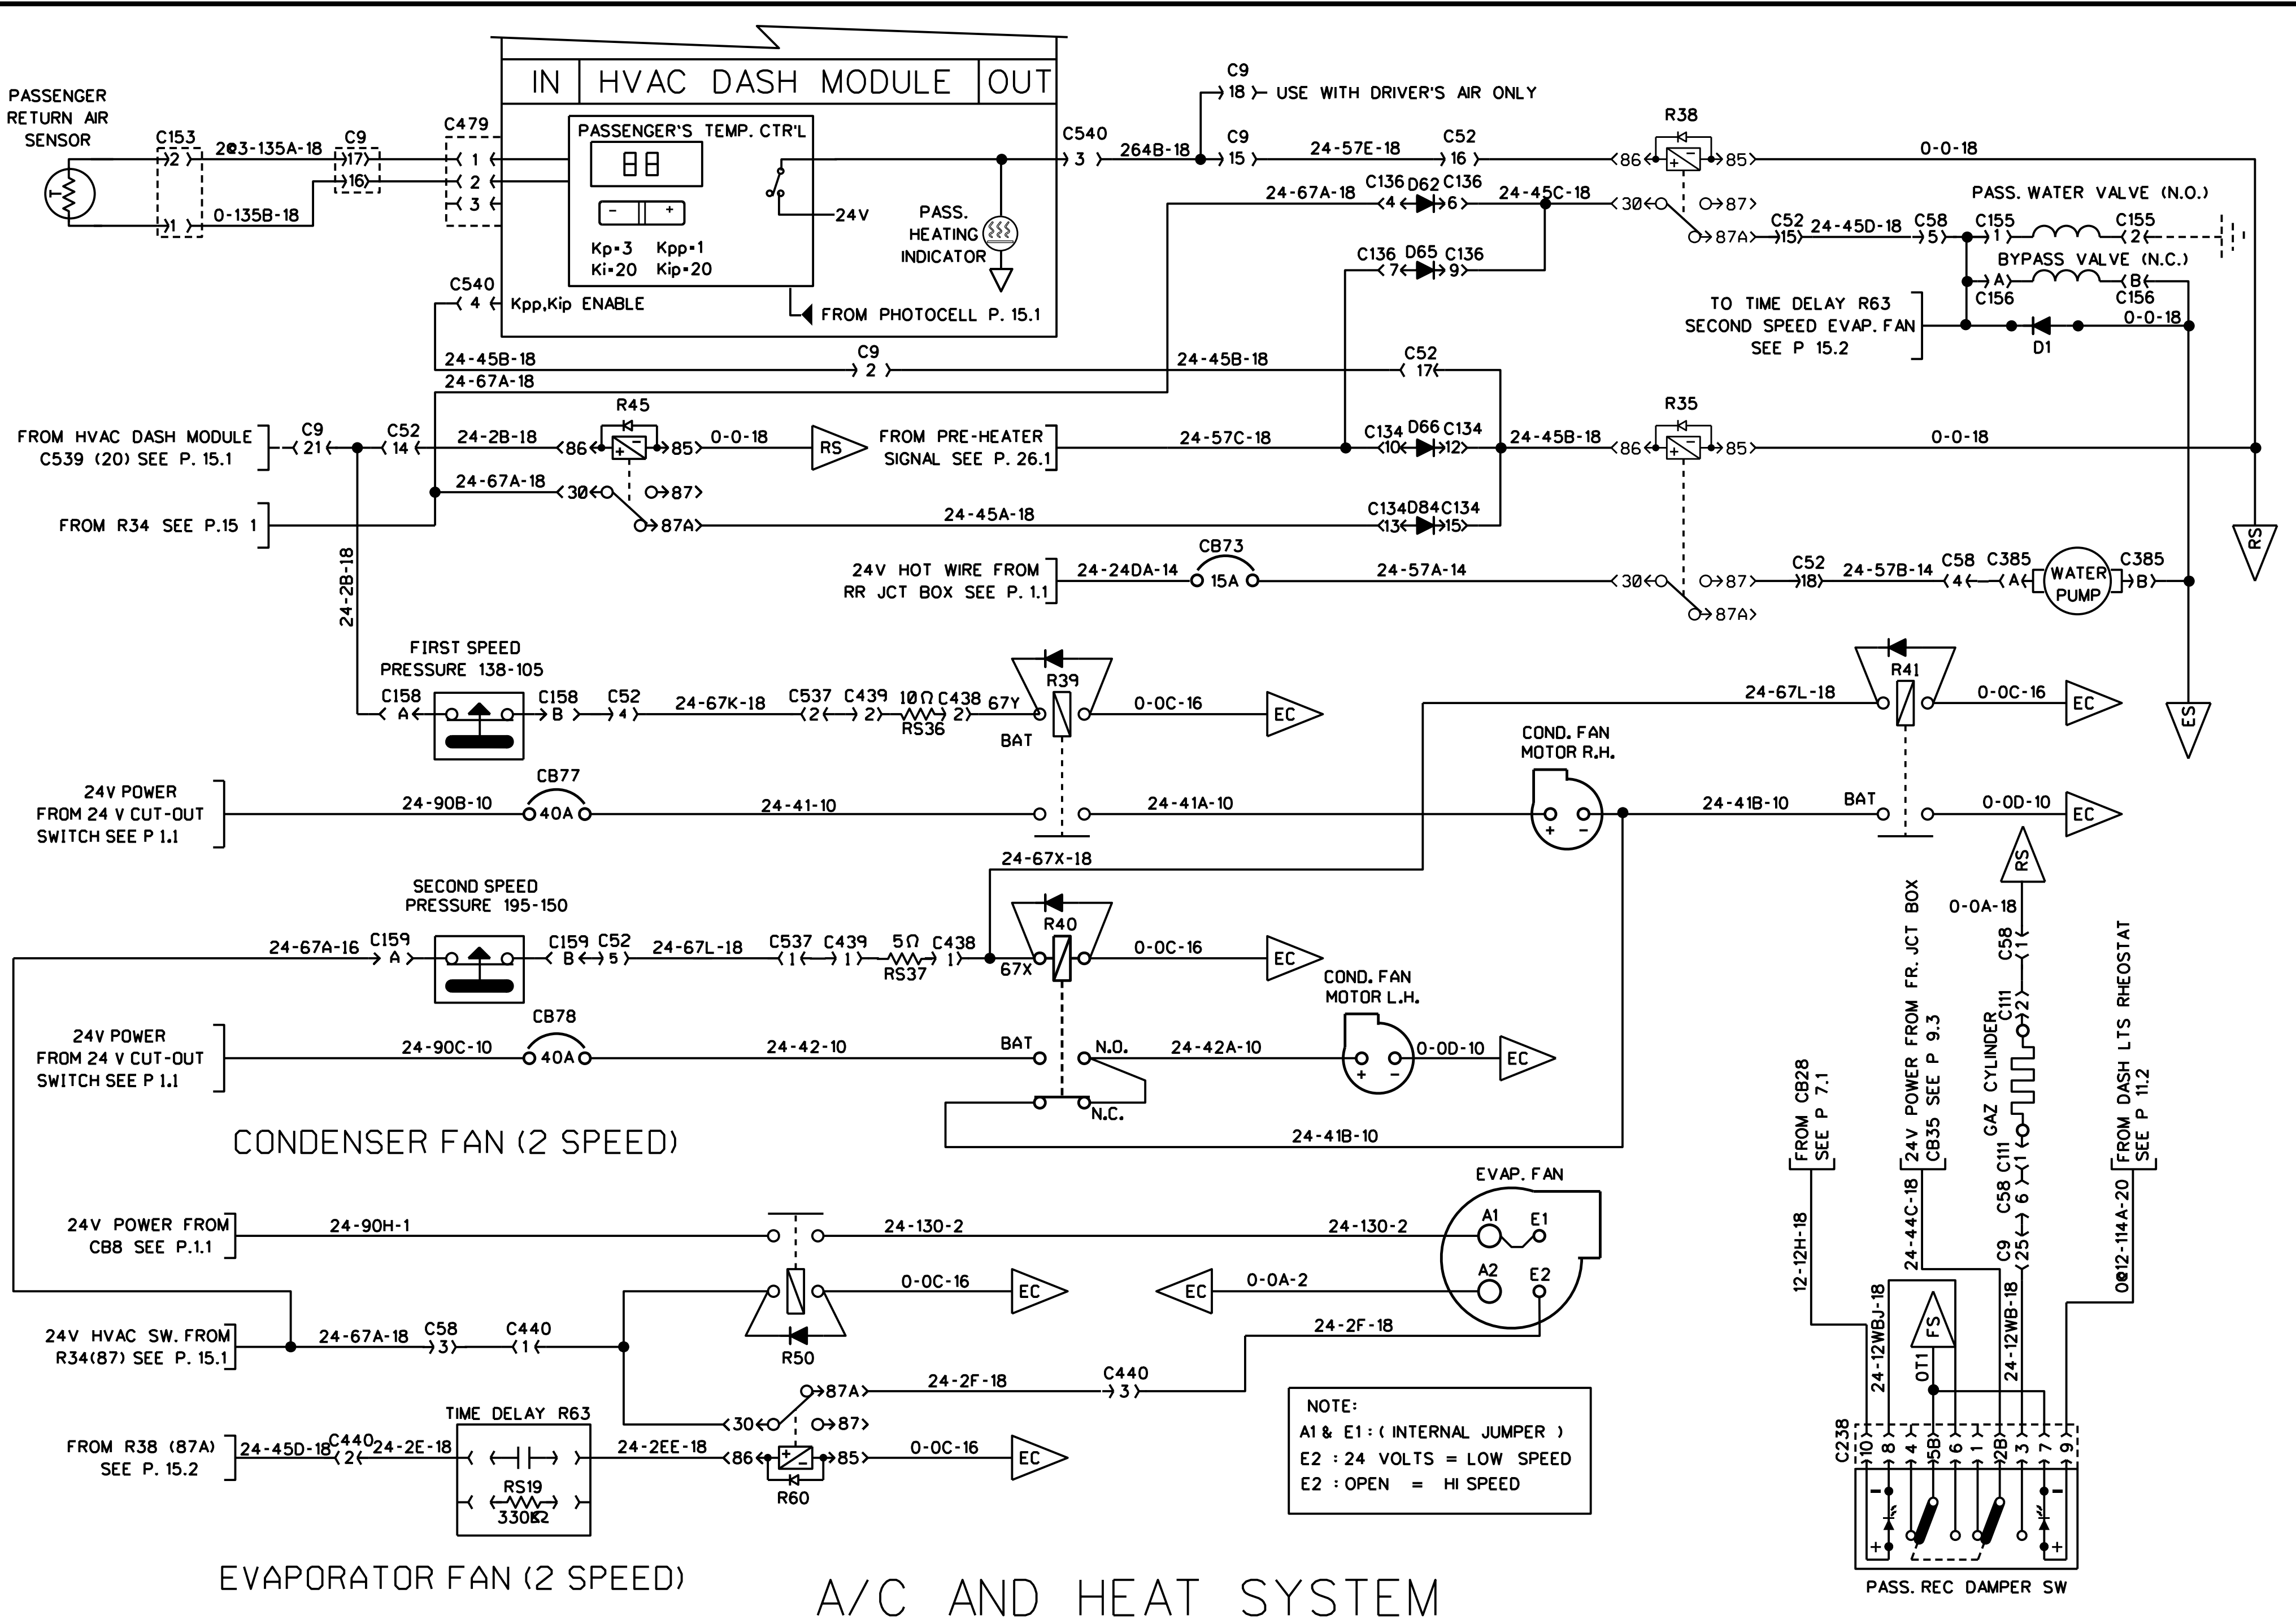 IN HVAC DASH MODULE OUT
PASSENGER
RETURN AIR
SENSOR
C153
2
1
2@3-135A-18
0-135B-18
C9
17
16
C479
1
2
3
PASSENGER'S TEMP. CTR'L
88
- +
Kp=3 Kpp=1
Ki=20 Kip=20
24V
PASS.
HEATING
INDICATOR
C540
4
Kpp,Kip ENABLE
FROM PHOTOCELL P. 15.1
C540
3
264B-18
C9
18
USE WITH DRIVER'S AIR ONLY
C9
15
24-57E-18
C52
16
R38
86
85
0-0-18
24-67A-18
C136 D62 C136
4 6
24-45C-18
30 87
87A
C136 D65 C136
7 9
C52
15
24-45D-18
C58
5
PASS. WATER VALVE (N.O.)
C155 C155
1 2
BYPASS VALVE (N.C.)
A B
C156 C156
0-0-18
D1
TO TIME DELAY R63
SECOND SPEED EVAP. FAN
SEE P 15.2
24-45B-18
C9
2
24-45B-18
C52
17
24-67A-18
FROM HVAC DASH MODULE
C539 (20) SEE P. 15.1
C9
21
C52
14
24-2B-18
R45
86 85
0-0-18
RS
FROM PRE-HEATER
SIGNAL SEE P. 26.1
24-57C-18
C134 D66 C134
10 12
24-45B-18
R35
86 85
0-0-18
24-67A-18
30 87
87A
FROM R34 SEE P.15 1
24-45A-18
C134 D84 C134
13 15
RS
24-2B-18
24V HOT WIRE FROM
RR JCT BOX SEE P. 1.1
24-24DA-14
CB73
15A
24-57A-14
30 87
87A
C52
18
24-57B-14
C58
4
C385
A
WATER
PUMP
C385
B
ES
FIRST SPEED
PRESSURE 138-105
C158 C158
A B
C52
4
24-67K-18
C537
2
C439
2
10Ω
RS36
C438
2
67Y
R39
BAT
0-0C-16
EC
24-67L-18
R41
0-0C-16
EC
24V POWER
FROM 24 V CUT-OUT
SWITCH SEE P 1.1
24-90B-10
CB77
40A
24-41-10
24-41A-10
COND. FAN
MOTOR R.H.
+ -
24-41B-10
BAT
0-0D-10
EC
24-67X-18
SECOND SPEED
PRESSURE 195-150
24-67A-16
C159 C159
A B
C52
5
24-67L-18
C537
1
C439
1
5Ω
RS37
C438
1
67X
R40
0-0C-16
EC
24V POWER
FROM 24 V CUT-OUT
SWITCH SEE P 1.1
24-90C-10
CB78
40A
24-42-10
BAT
N.O.
N.C.
24-42A-10
COND. FAN
MOTOR L.H.
+ -
0-0D-10
EC
24-41B-10
CONDENSER FAN (2 SPEED)
24V POWER FROM
CB8 SEE P.1.1
24-90H-1
24-130-2
24-130-2
EVAP. FAN
A1 E1
A2 E2
0-0C-16
EC
EC
0-0A-2
R50
24V HVAC SW. FROM
R34(87) SEE P. 15.1
24-67A-18
C58
3
C440
1
24-2F-18
87A
24-2F-18
C440
3
30 87
FROM R38 (87A)
SEE P. 15.2
24-45D-18
C440
2
24-2E-18
TIME DELAY R63
RS19
24-2EE-18
86 85
R60
0-0C-16
EC
NOTE:
A1 & E1 : ( INTERNAL JUMPER )
E2 : 24 VOLTS = LOW SPEED
E2 : OPEN = HI SPEED
EVAPORATOR FAN (2 SPEED)
A/C AND HEAT SYSTEM
FROM CB28
SEE P 7.1
12-12H-18
24V POWER FROM FR. JCT BOX
CB35 SEE P 9.3
24-44C-18
RS
0-0A-18
C58
1
C111
2
GAZ CYLINDER
C111
1
C58
6
C9
25
24-12WB-18
FROM DASH LTS RHEOSTAT
SEE P 11.2
0@12-114A-20
24-12WBJ-18
FS
0T1
C238
10 8 4 5B 6 1 2B 3 7 9
- -
+ +
PASS. REC DAMPER SW